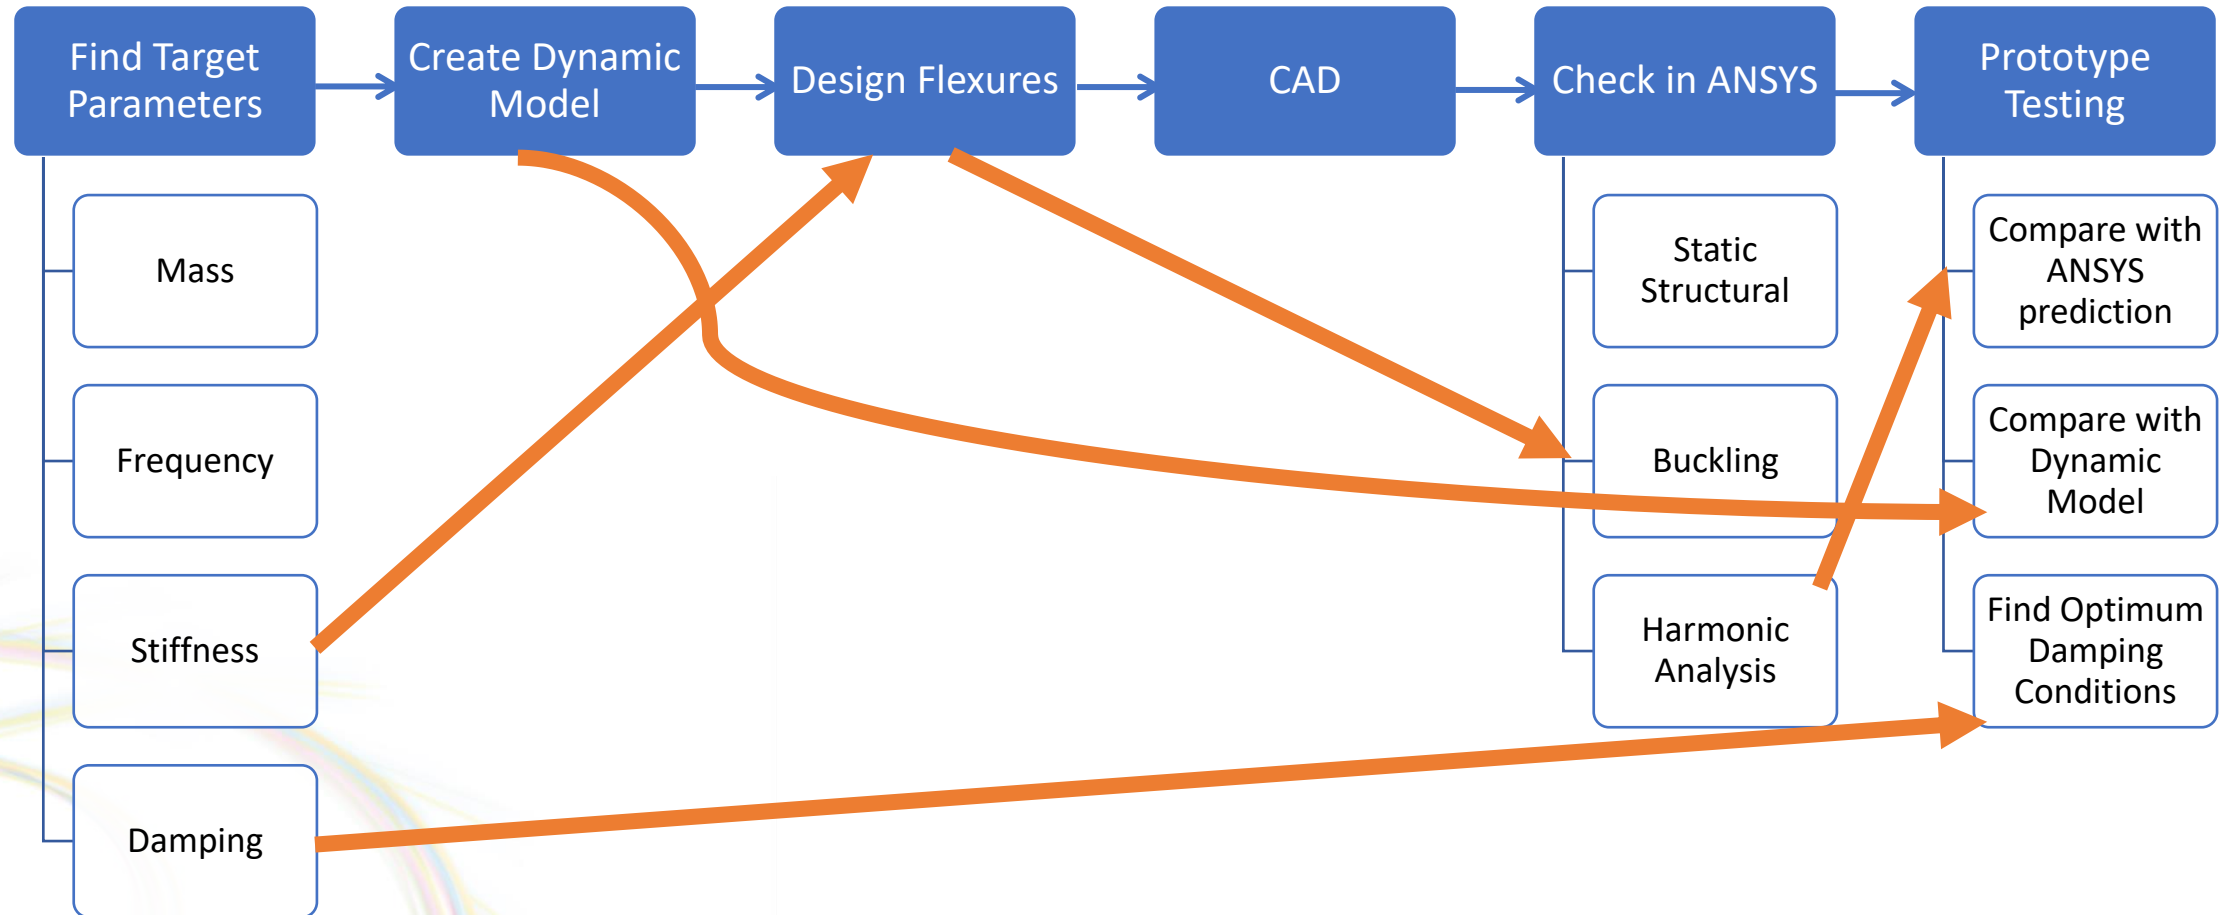 Find Target
Parameters
Create Dynamic
Model
Design Flexures
CAD
Check in ANSYS
Prototype
Testing
Mass
Frequency
Stiffness
Damping
Static
Structural
Buckling
Harmonic
Analysis
Compare with
ANSYS
prediction
Compare with
Dynamic
Model
Find Optimum
Damping
Conditions